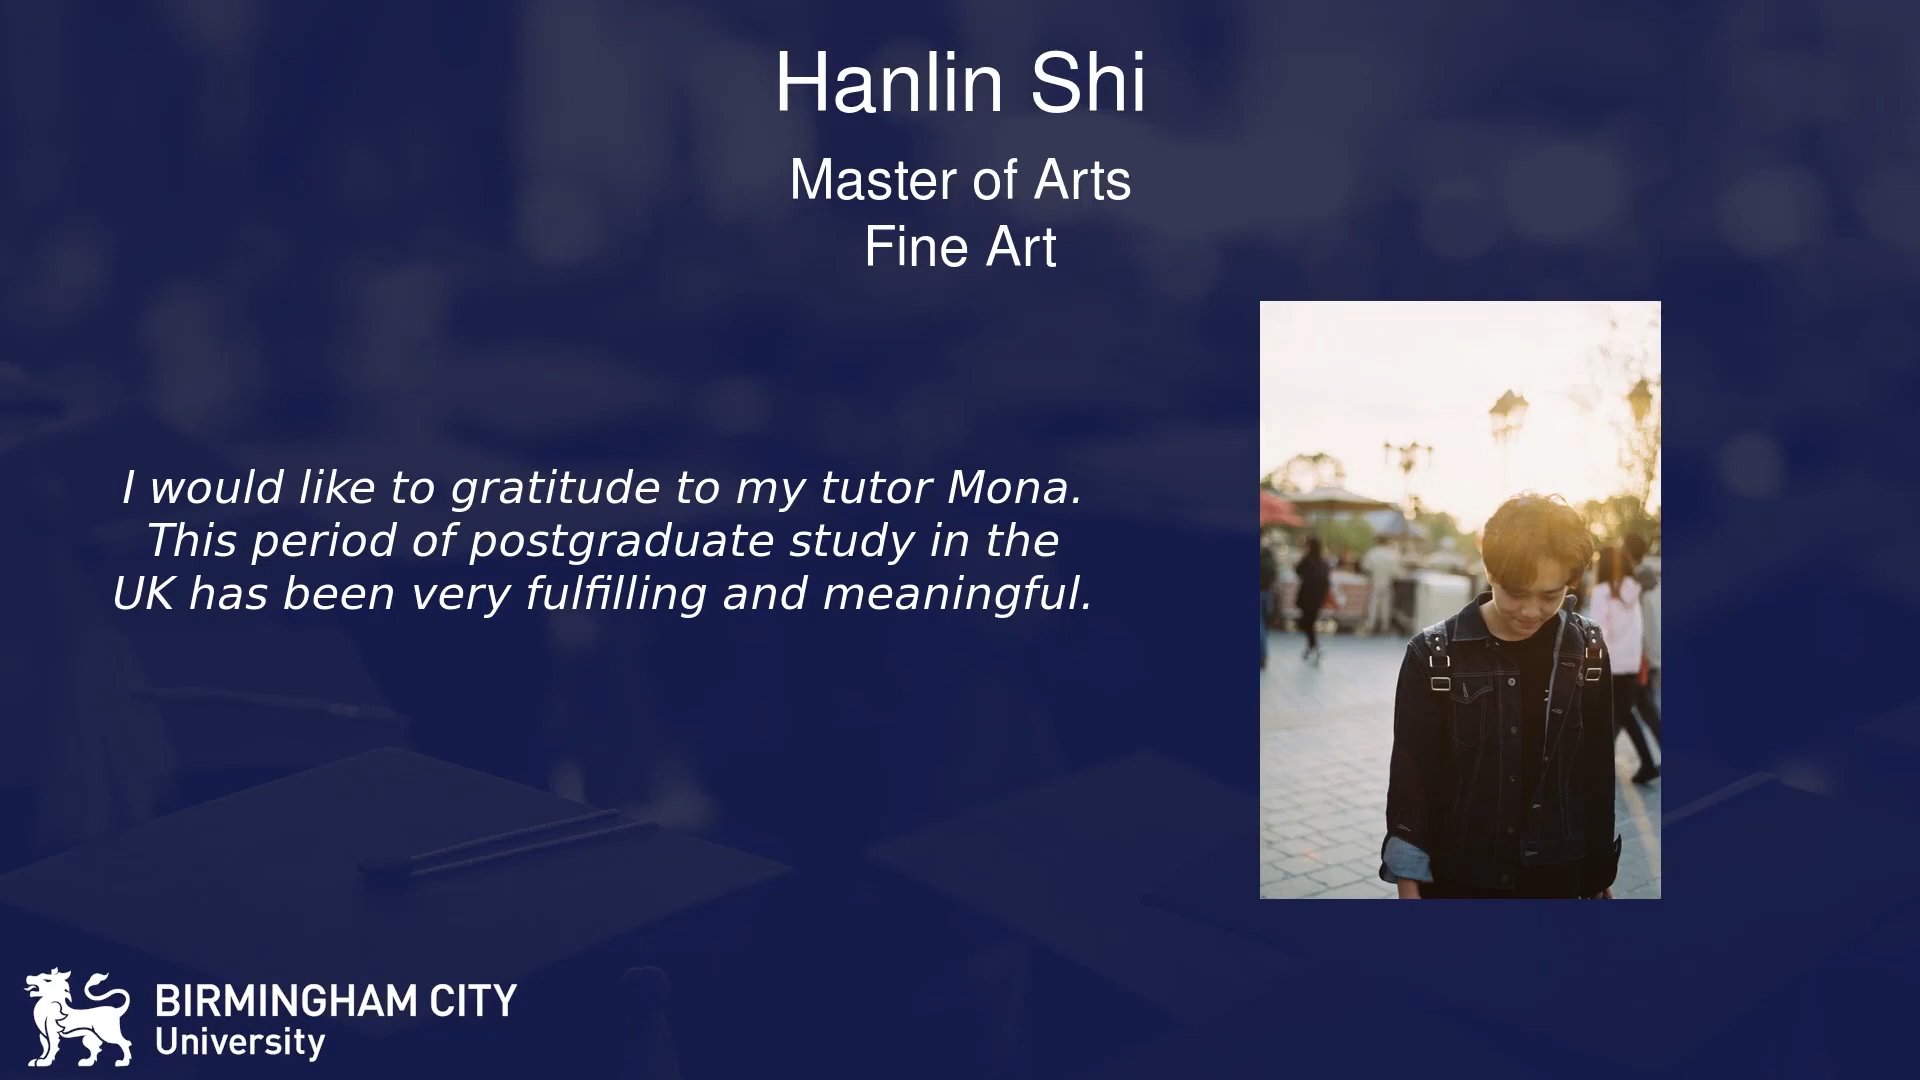 Hanlin Shi
Master of Arts
Fine Art
I would like to gratitude to my tutor Mona.
This period of postgraduate study in the
UK has been very fulfilling and meaningful.
BIRMINGHAM CITY
University